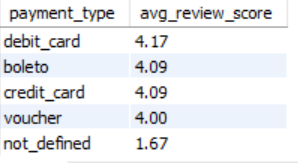 payment_type avg_review_score
debit_card 4.17
boleto 4.09
credit_card 4.09
voucher 4.00
not_defined 1.67